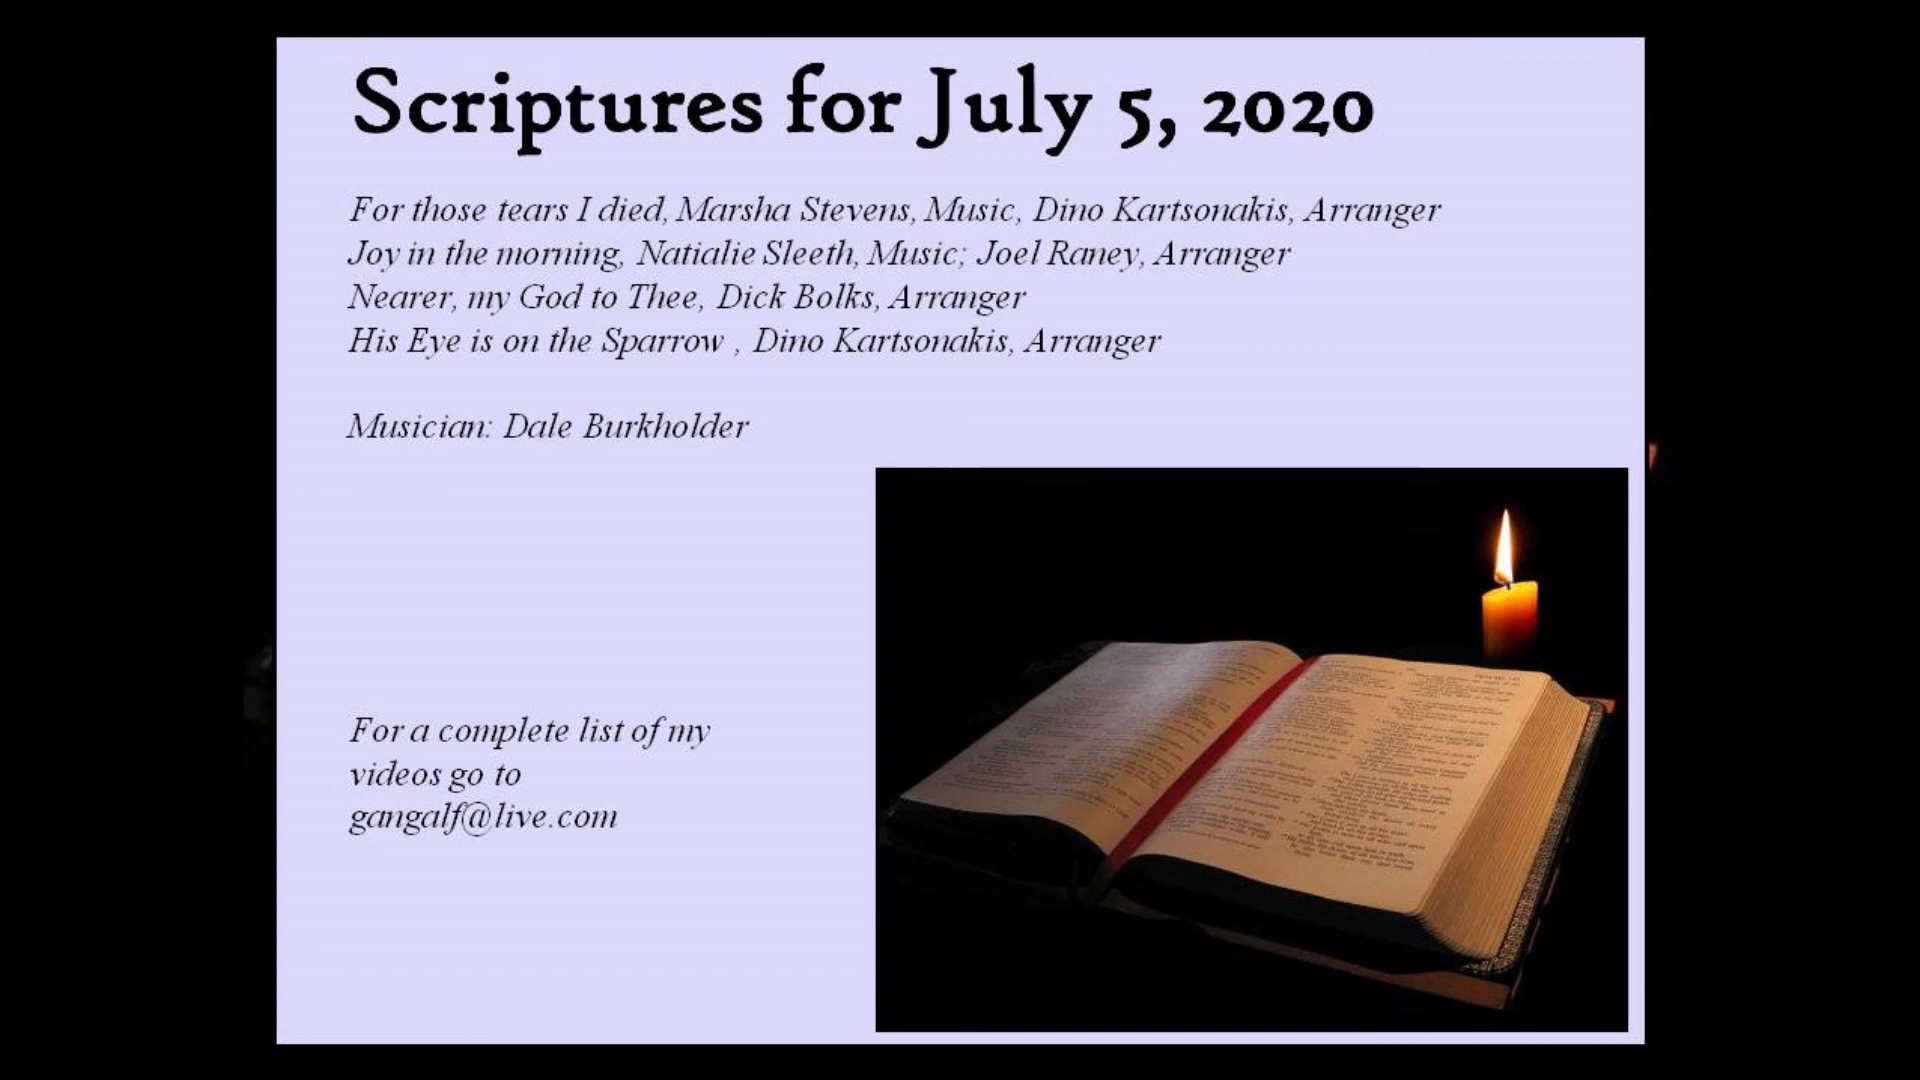 Scriptures for July 5, 2020
For those tears I died, Marsha Stevens, Music, Dino Kartsonakis, Arranger
Joy in the morning, Natialie Sleeth, Music; Joel Raney, Arranger
Nearer, my God to Thee, Dick Bolks, Arranger
His Eye is on the Sparrow , Dino Kartsonakis, Arranger
Musician: Dale Burkholder
For a complete list of my
videos go to
gangalf@live.com